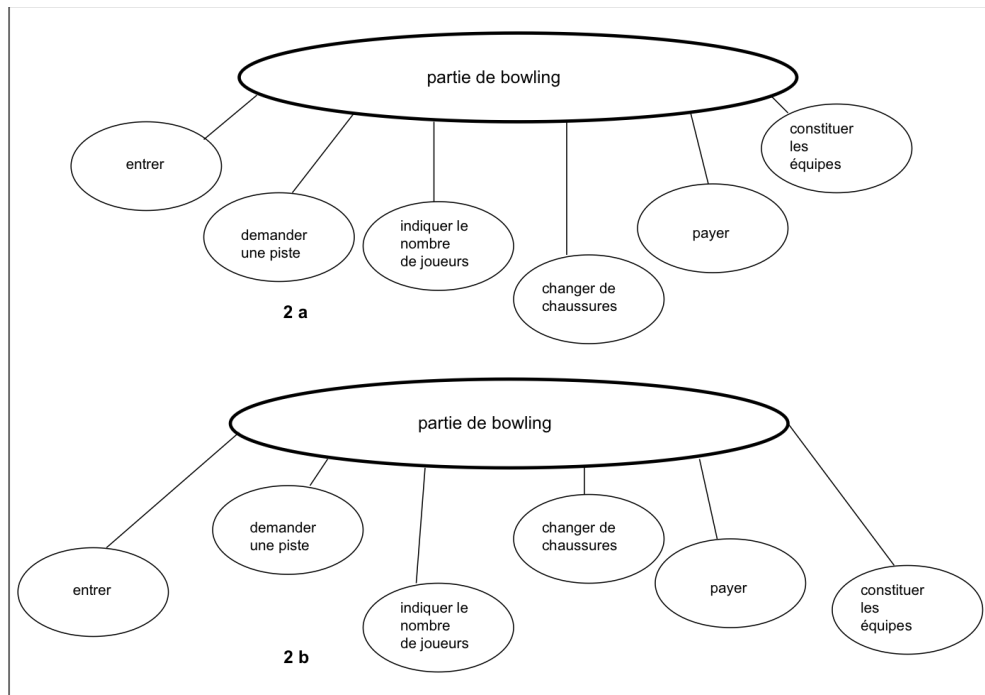 partie de bowling
entrer
demander
une piste
indiquer le
nombre
de joueurs
changer de
chaussures
payer
constituer
les
équipes
2 a
partie de bowling
entrer
demander
une piste
indiquer le
nombre
de joueurs
changer de
chaussures
payer
constituer
les
équipes
2 b